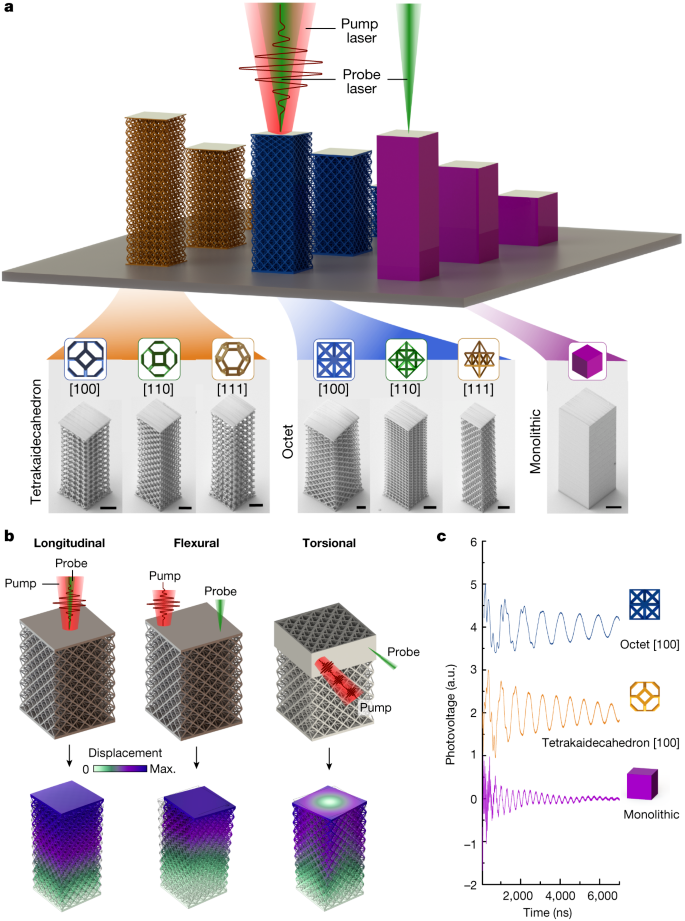 a
Pump
laser
Probe
laser
[100]
[110]
[111]
[100]
[110]
[111]
Tetrakaidecahedron
Octet
Monolithic
b
Longitudinal
Flexural
Torsional
Probe
Pump
Pump
Probe
Probe
Pump
Displacement
0
Max.
c
6
5
4
3
2
1
0
−1
−2
Photovoltage (a.u.)
Octet [100]
Tetrakaidecahedron [100]
Monolithic
2,000
4,000
6,000
Time (ns)